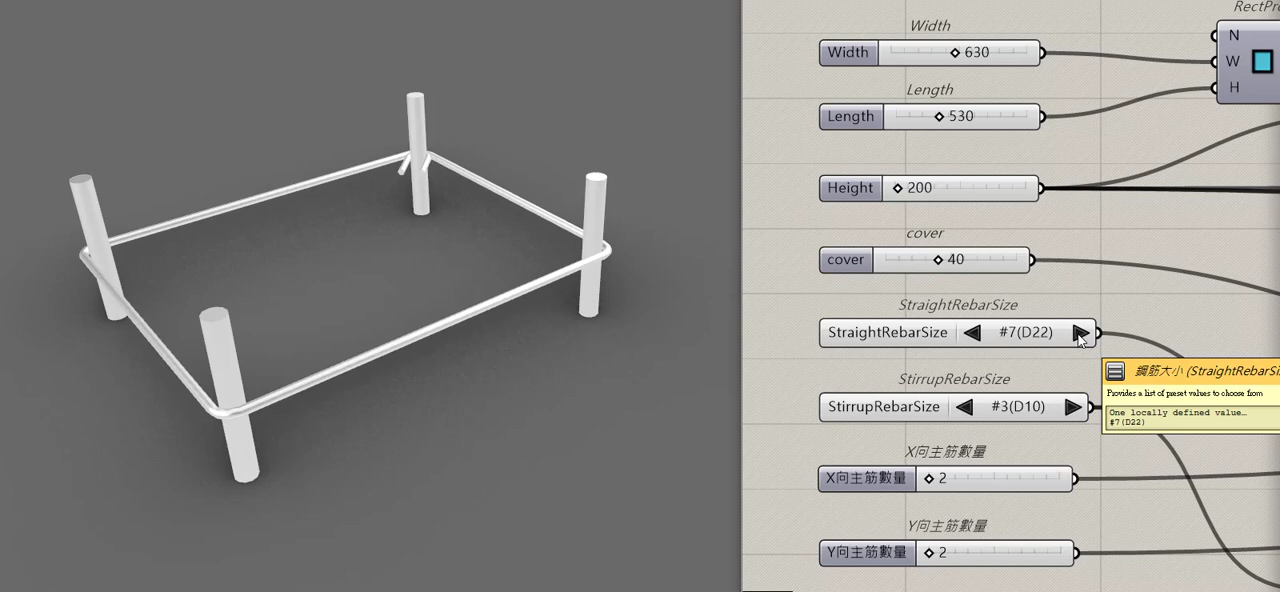 RectPr
Width
Width 630
N
W
H
Length
Length 530
Height 200
cover
cover 40
StraightRebarSize
StraightRebarSize #7(D22)
鋼筋大小 (StraightRebarSi
Provides a list of preset values to choose from
One locally defined value…
#7(D22)
StirrupRebarSize
StirrupRebarSize #3(D10)
X向主筋數量
X向主筋數量 2
Y向主筋數量
Y向主筋數量 2